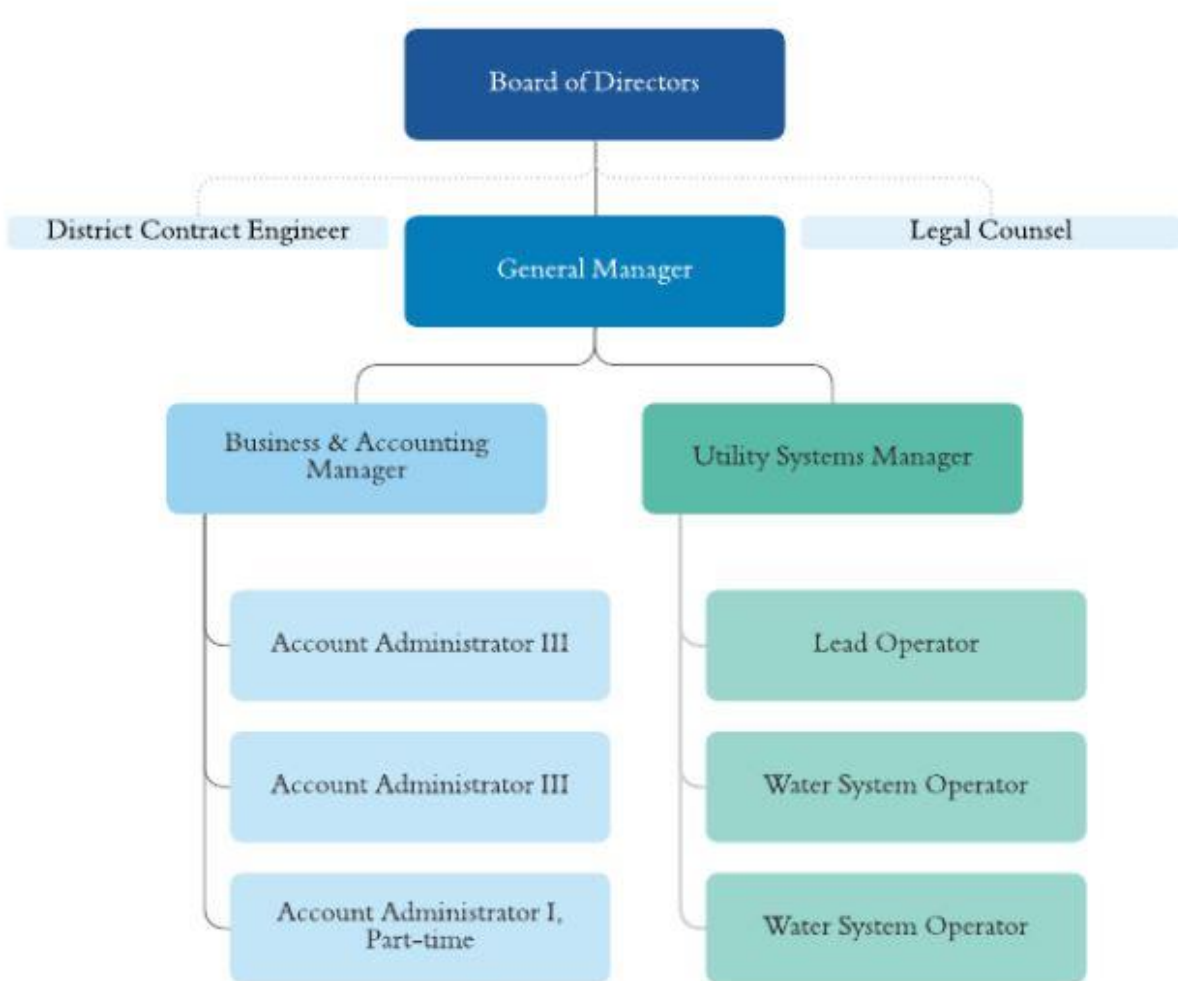 Board of Directors
District Contract Engineer
Legal Counsel
General Manager
Business & Accounting
Manager
Utility Systems Manager
Account Administrator III
Lead Operator
Account Administrator III
Water System Operator
Account Administrator I,
Part-time
Water System Operator